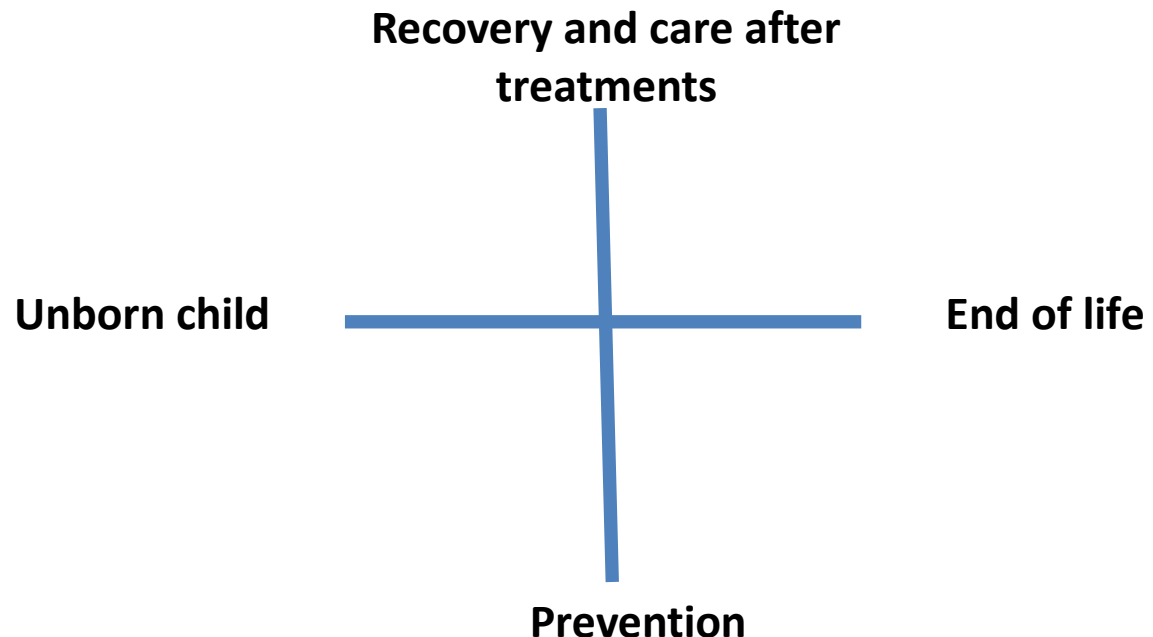 Recovery and care after
treatments
Unborn child
End of life
Prevention